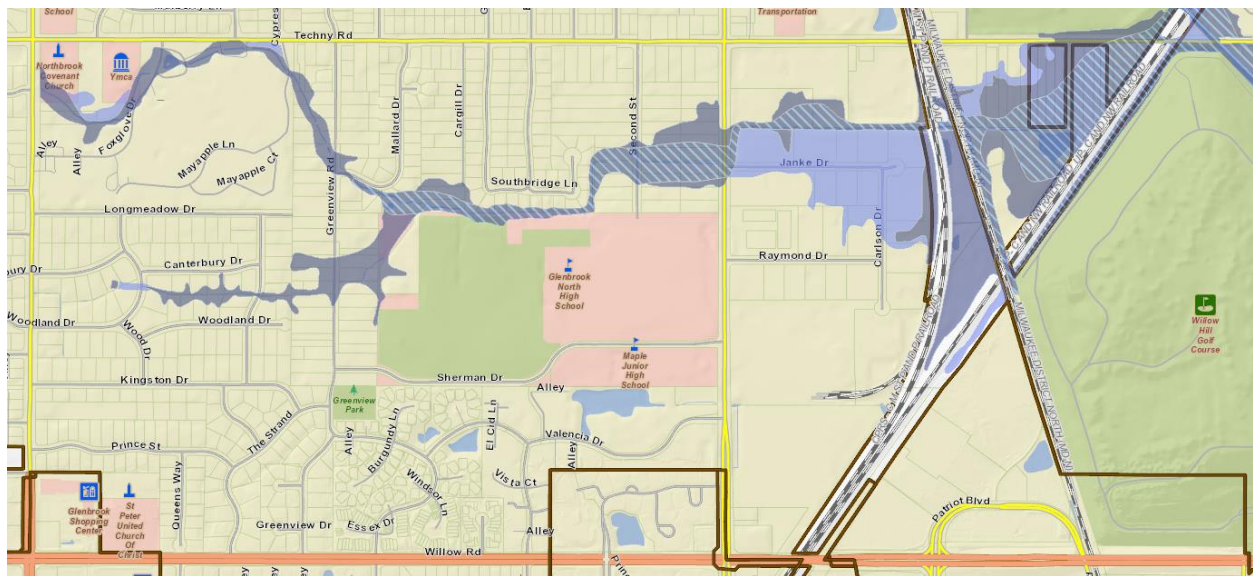 School
Techny Rd
Transportation
Northbrook
Covenant
Church
Ymca
Foxglove Dr
Alley
Alley
Mayapple Ln
Mayapple Ct
Mallard Dr
Cargill Dr
Second St
Southbridge Ln
Janke Dr
Longmeadow Dr
Greenview Rd
Canterbury Dr
Raymond Dr
Carlson Dr
Glenbrook
North
High
School
Woodland Dr
Woodland Dr
Wood Dr
Willow
Hill
Golf
Course
Maple
Junior
High
School
Kingston Dr
Sherman Dr
Alley
Greenview
Park
The Strand
Prince St
Alley
Burgundy Ln
El Cid Ln
Valencia Dr
Alley
Windsor Ln
Vista Ct
Queens Way
Glenbrook
Shopping
Center
St
Peter
United
Church
Of
Christ
Greenview Dr
Essex Dr
Alley
Patriot Blvd
Willow Rd